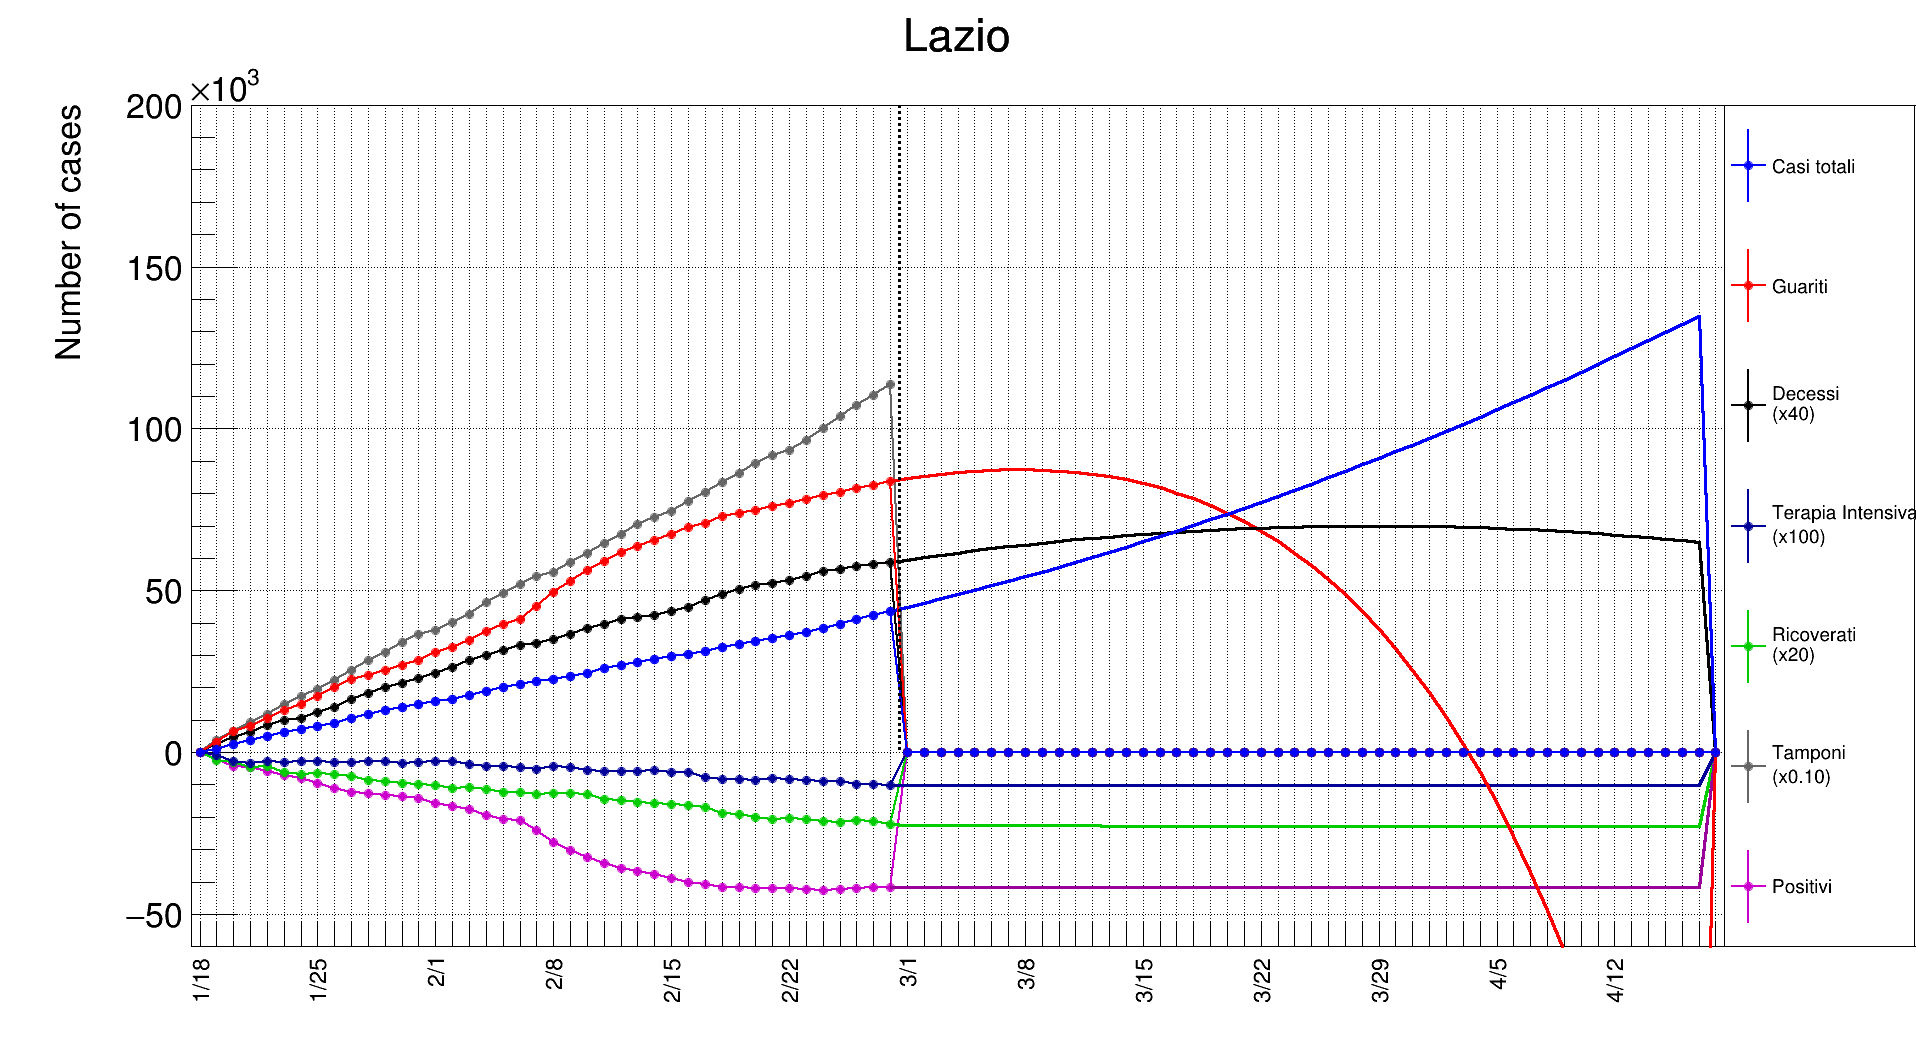 Lazio
×10³
Number of cases
200
150
100
50
0
−50
1/18
1/25
2/1
2/8
2/15
2/22
3/1
3/8
3/15
3/22
3/29
4/5
4/12
Casi totali
Guariti
Decessi
(x40)
Terapia Intensiva
(x100)
Ricoverati
(x20)
Tamponi
(x0.10)
Positivi